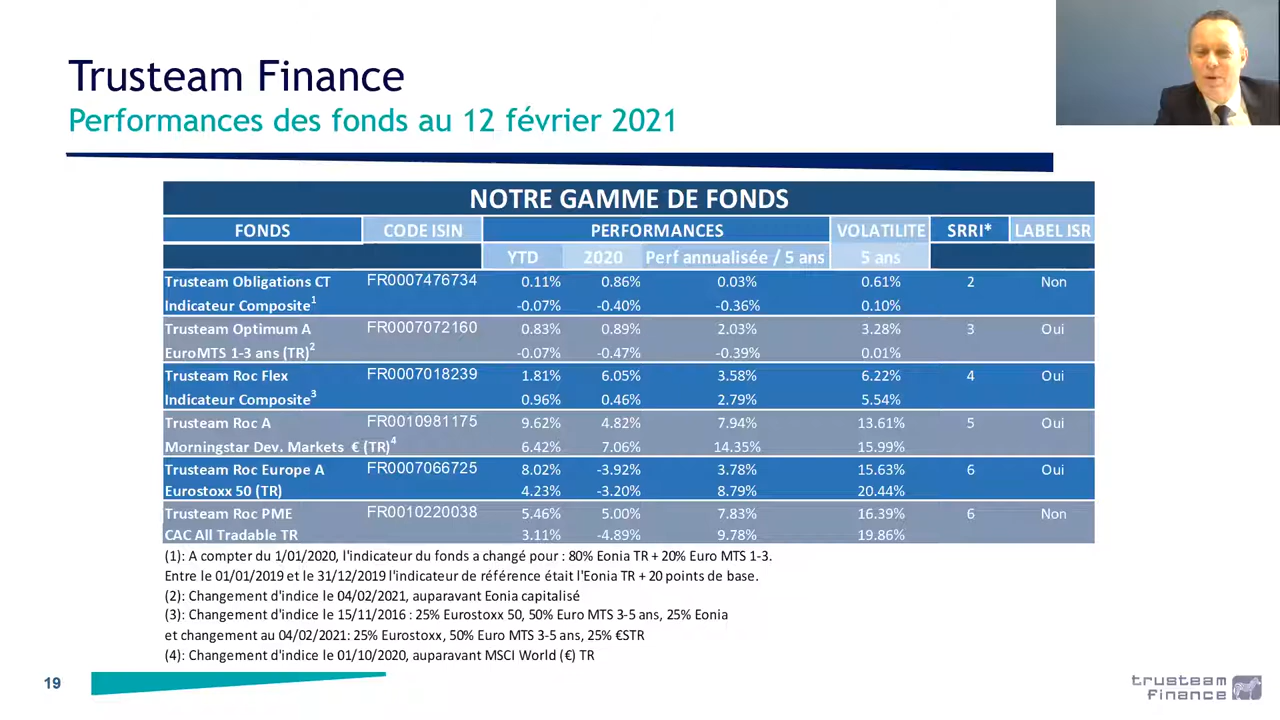 Trusteam Finance
Performances des fonds au 12 février 2021
NOTRE GAMME DE FONDS
FONDS CODE ISIN PERFORMANCES VOLATILITE SRRI* LABEL ISR
YTD 2020 Perf annualisée / 5 ans 5 ans
Trusteam Obligations CT FR0007476734 0.11% 0.86% 0.03% 0.61% 2 Non
Indicateur Composite1 -0.07% -0.40% -0.36% 0.10%
Trusteam Optimum A FR0007072160 0.83% 0.89% 2.03% 3.28% 3 Oui
EuroMTS 1-3 ans (TR)2 -0.07% -0.47% -0.39% 0.01%
Trusteam Roc Flex FR0007018239 1.81% 6.05% 3.58% 6.22% 4 Oui
Indicateur Composite3 0.96% 0.46% 2.79% 5.54%
Trusteam Roc A FR0010981175 9.62% 4.82% 7.94% 13.61% 5 Oui
Morningstar Dev. Markets € (TR)4 6.42% 7.06% 14.35% 15.99%
Trusteam Roc Europe A FR0007066725 8.02% -3.92% 3.78% 15.63% 6 Oui
Eurostoxx 50 (TR) 4.23% -3.20% 8.79% 20.44%
Trusteam Roc PME FR0010220038 5.46% 5.00% 7.83% 16.39% 6 Non
CAC All Tradable TR 3.11% -4.89% 9.78% 19.86%
(1): A compter du 1/01/2020, l'indicateur du fonds a changé pour : 80% Eonia TR + 20% Euro MTS 1-3.
Entre le 01/01/2019 et le 31/12/2019 l'indicateur de référence était l'Eonia TR + 20 points de base.
(2): Changement d'indice le 04/02/2021, auparavant Eonia capitalisé
(3): Changement d'indice le 15/11/2016 : 25% Eurostoxx 50, 50% Euro MTS 3-5 ans, 25% Eonia
et changement au 04/02/2021: 25% Eurostoxx, 50% Euro MTS 3-5 ans, 25% €STR
(4): Changement d'indice le 01/10/2020, auparavant MSCI World (€) TR
19
trusteam
finance